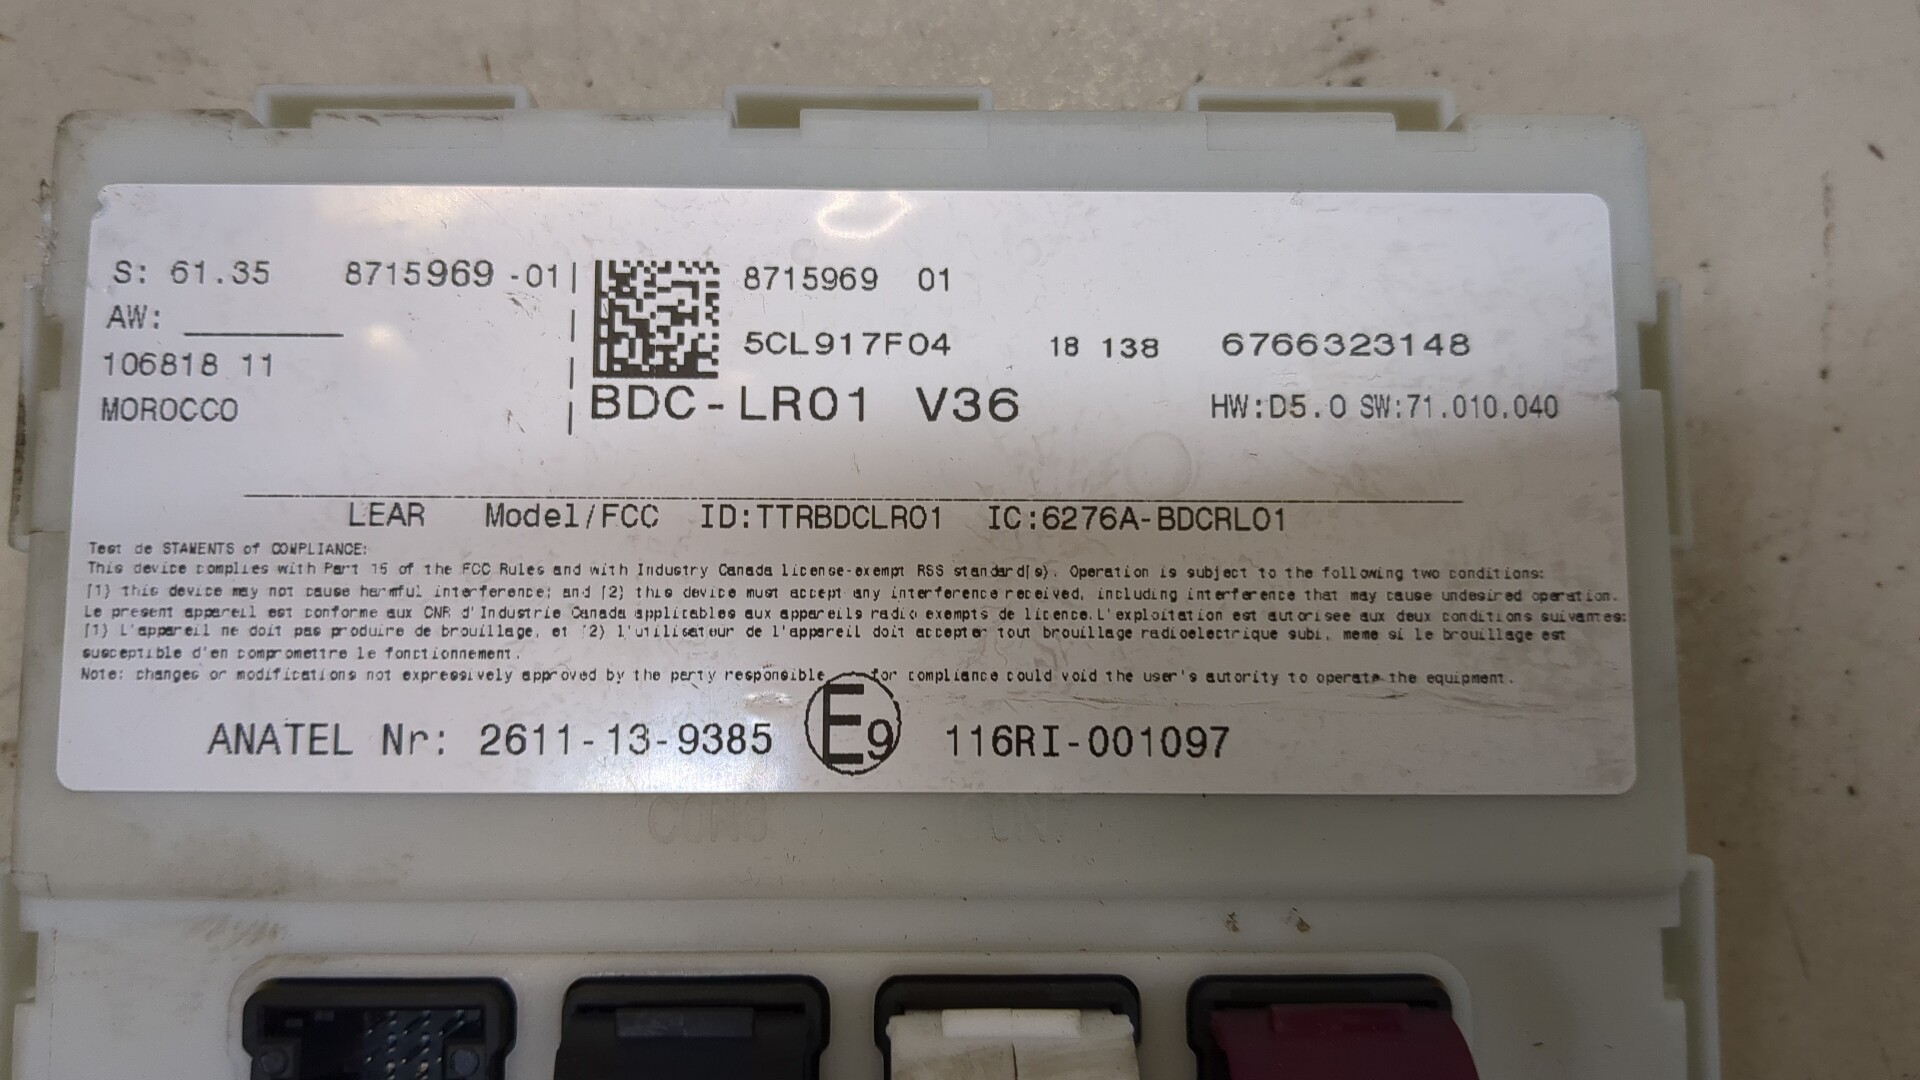 S: 61.35 8715969 -01|
AW: ________
106818 11
MOROCCO
8715969 01
5CL917F04 18 138 6766323148
BDC-LR01 V36
HW:D5.0 SW:71.010.040
LEAR Model/FCC ID:TTRBDCLR01 IC:6276A-BDCRL01
Test de STAMENTS of COMPLIANCE:
This device complies with Part 15 of the FCC Rules and with Industry Canada license-exempt RSS standard(s). Operation is subject to the following two conditions:
(1) this device may not cause harmful interference; and (2) this device must accept any interference received, including interference that may cause undesired operation.
Le present appareil est conforme aux CNR d'Industrie Canada applicables aux appareils radio exempts de licence.L'exploitation est autorisee aux deux conditions suivantes:
(1) L'appareil ne doit pas produire de brouillage, et (2) l'utilisateur de l'appareil doit accepter tout brouillage radioelectrique subi, meme si le brouillage est
susceptible d'en compromettre le fonctionnement.
Note: changes or modifications not expressively approved by the party responsible for compliance could void the user's autority to operate the equipment.
ANATEL Nr: 2611-13-9385 E9 116RI-001097